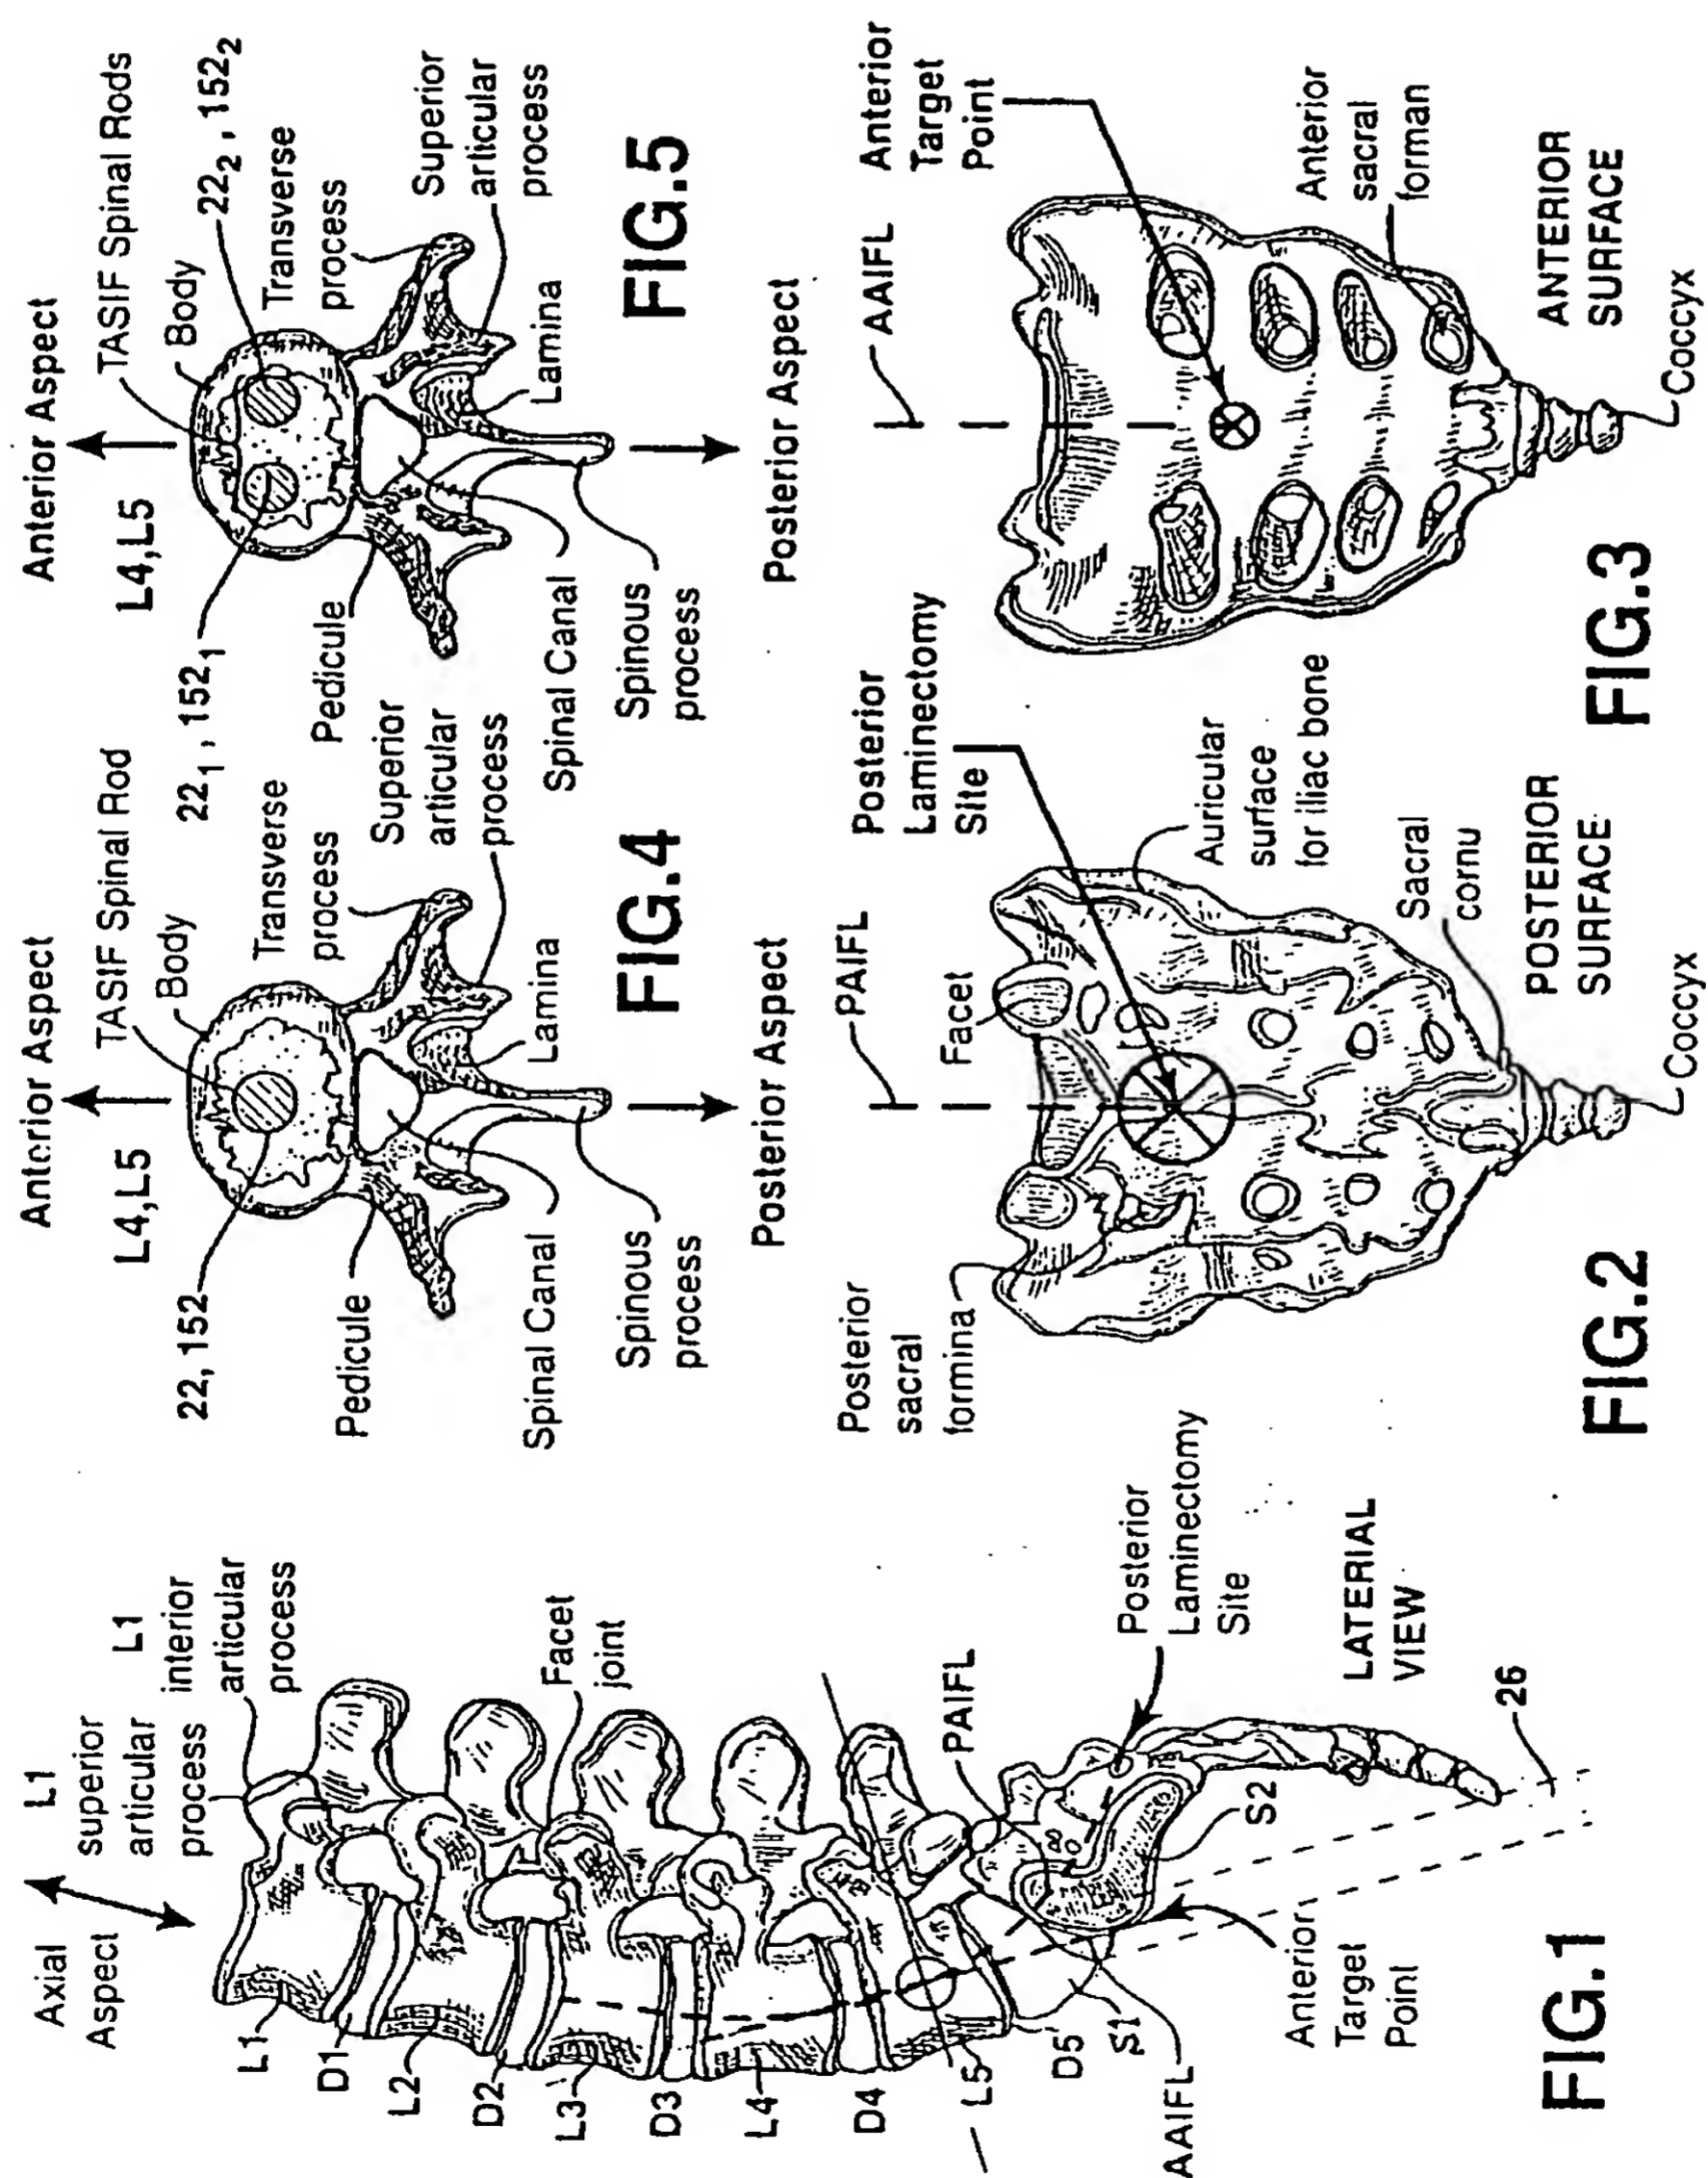 Axial
Aspect
L1
superior
articular
process
L1
interior
articular
process
L1
D1
L2
D2
L3
D3
L4
D4
L5
D5
S1
AAIFL
Facet
joint
PAIFL
Posterior
Laminectomy
Site
LATERIAL
VIEW
S2
26
Anterior
Target
Point
FIG.1
Posterior
sacral
formina
PAIFL
Facet
Posterior
Laminectomy
Site
Auricular
surface
for iliac bone
Sacral
cornu
POSTERIOR
SURFACE
Coccyx
FIG.2
AAIFL
Anterior
Target
Point
Anterior
sacral
forman
ANTERIOR
SURFACE
Coccyx
FIG.3
Anterior Aspect
L4,L5
22, 152
TASIF Spinal Rod
Body
Transverse
process
Superior
articular
process
Pedicule
Lamina
Spinal Canal
Spinous
process
Posterior Aspect
FIG.4
Anterior Aspect
L4,L5
22₁, 152₁
TASIF Spinal Rods
22₂, 152₂
Body
Transverse
process
Superior
articular
process
Pedicule
Lamina
Spinal Canal
Spinous
process
Posterior Aspect
FIG.5